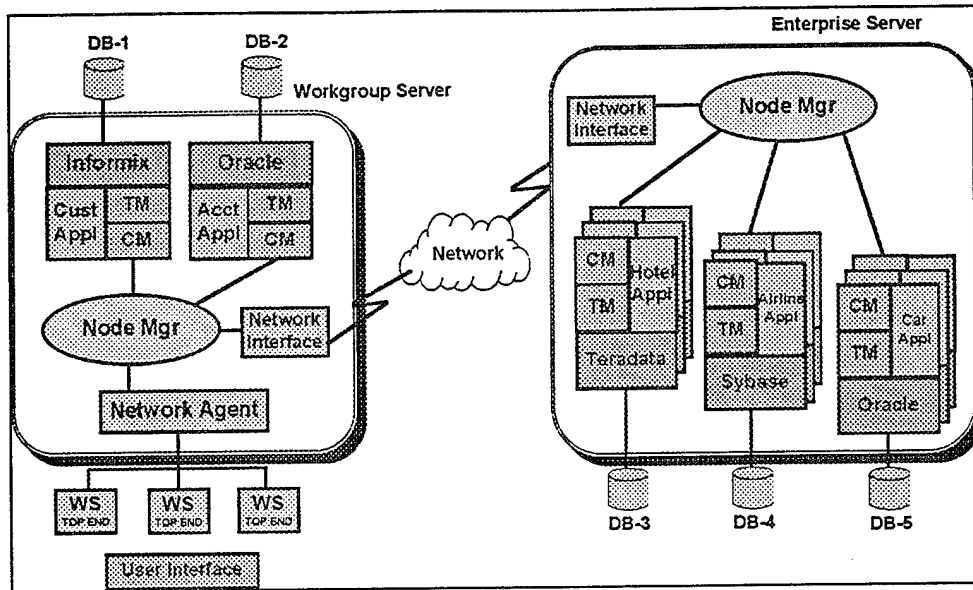 Enterprise Server
DB-1
DB-2
Workgroup Server
Informix
Cust
Appl
TM
CM
Oracle
Acct
Appl
TM
CM
Node Mgr
Network
Interface
Network Agent
WS
TOP END
WS
TOP END
WS
TOP END
User Interface
Network
Network
Interface
Node Mgr
CM
TM
Hotel
Appl
Teradata
CM
TM
Airline
Appl
Sybase
CM
TM
Car
Appl
Oracle
DB-3
DB-4
DB-5